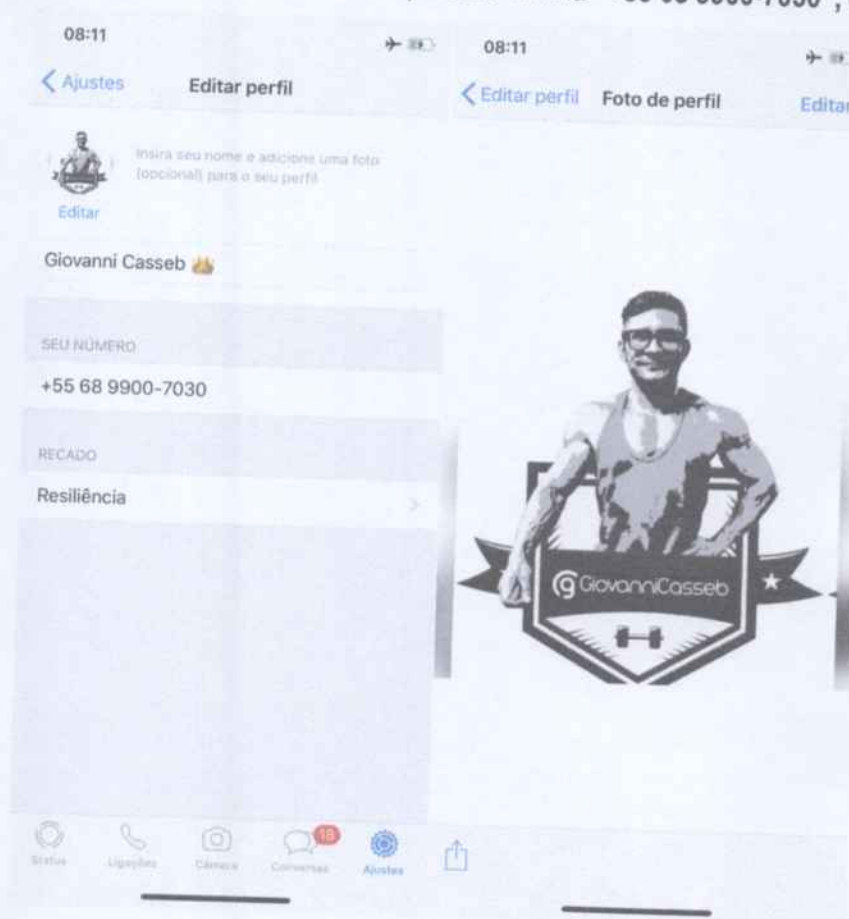 08:11
Ajustes
Editar perfil
Insira seu nome e adicione uma foto
(opcional) para o seu perfil
Editar
Giovanni Casseb
SEU NÚMERO
+55 68 9900-7030
RECADO
Resiliência
Status
Ligações
Câmera
Conversas
18
Ajustes
08:11
Editar perfil
Foto de perfil
Editar
GiovanniCasseb